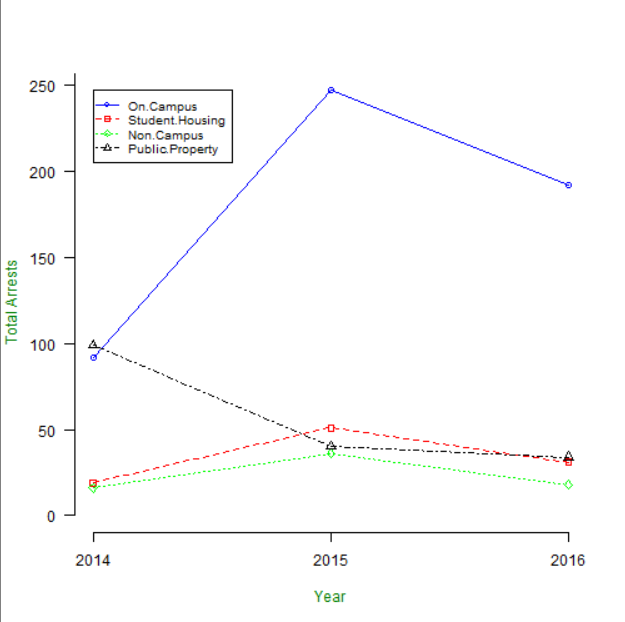 250
200
150
100
50
0
On.Campus
Student.Housing
Non.Campus
Public.Property
Total Arrests
2014 2015 2016
Year